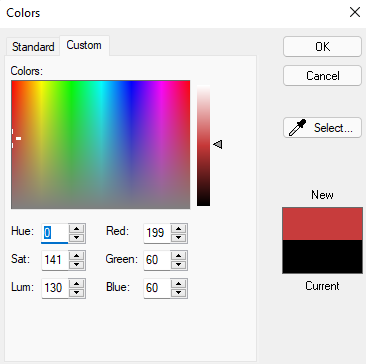 Colors
Standard
Custom
OK
Cancel
Select...
Colors:
Hue: 0 Red: 199
Sat: 141 Green: 60
Lum: 130 Blue: 60
New
Current